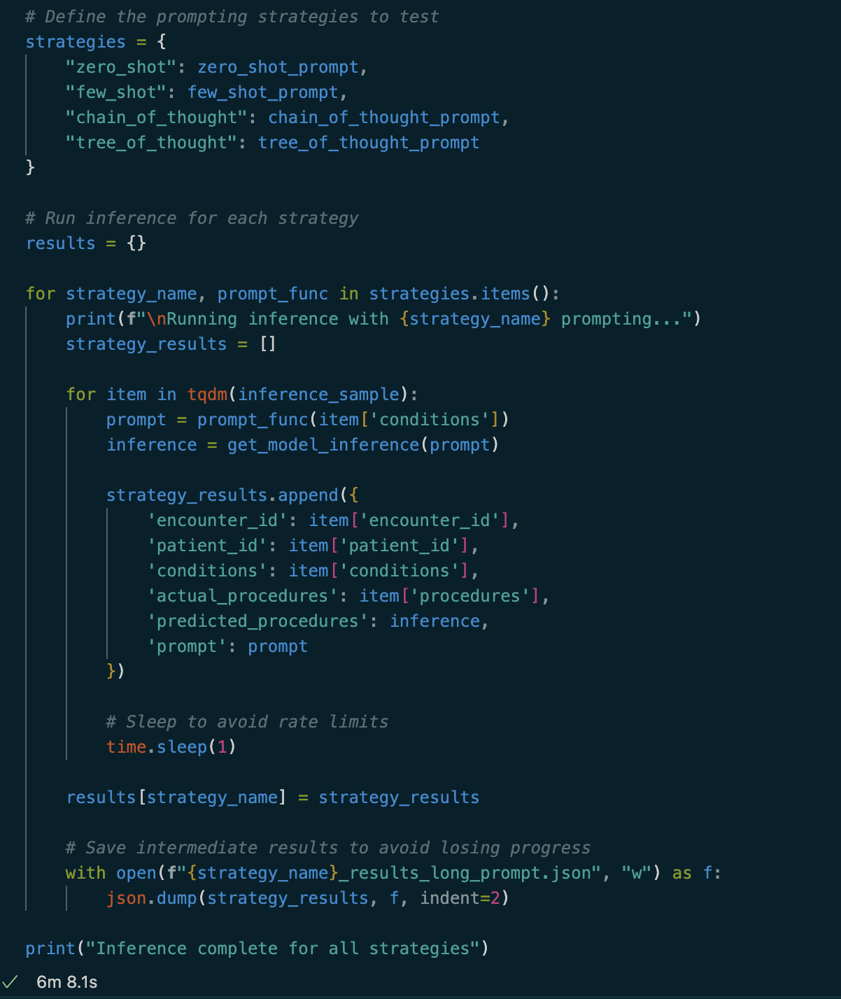 # Define the prompting strategies to test
strategies = {
    "zero_shot": zero_shot_prompt,
    "few_shot": few_shot_prompt,
    "chain_of_thought": chain_of_thought_prompt,
    "tree_of_thought": tree_of_thought_prompt
}

# Run inference for each strategy
results = {}

for strategy_name, prompt_func in strategies.items():
    print(f"\nRunning inference with {strategy_name} prompting...")
    strategy_results = []

    for item in tqdm(inference_sample):
        prompt = prompt_func(item['conditions'])
        inference = get_model_inference(prompt)

        strategy_results.append({
            'encounter_id': item['encounter_id'],
            'patient_id': item['patient_id'],
            'conditions': item['conditions'],
            'actual_procedures': item['procedures'],
            'predicted_procedures': inference,
            'prompt': prompt
        })

        # Sleep to avoid rate limits
        time.sleep(1)

    results[strategy_name] = strategy_results

    # Save intermediate results to avoid losing progress
    with open(f"{strategy_name}_results_long_prompt.json", "w") as f:
        json.dump(strategy_results, f, indent=2)

print("Inference complete for all strategies")
✓ 6m 8.1s